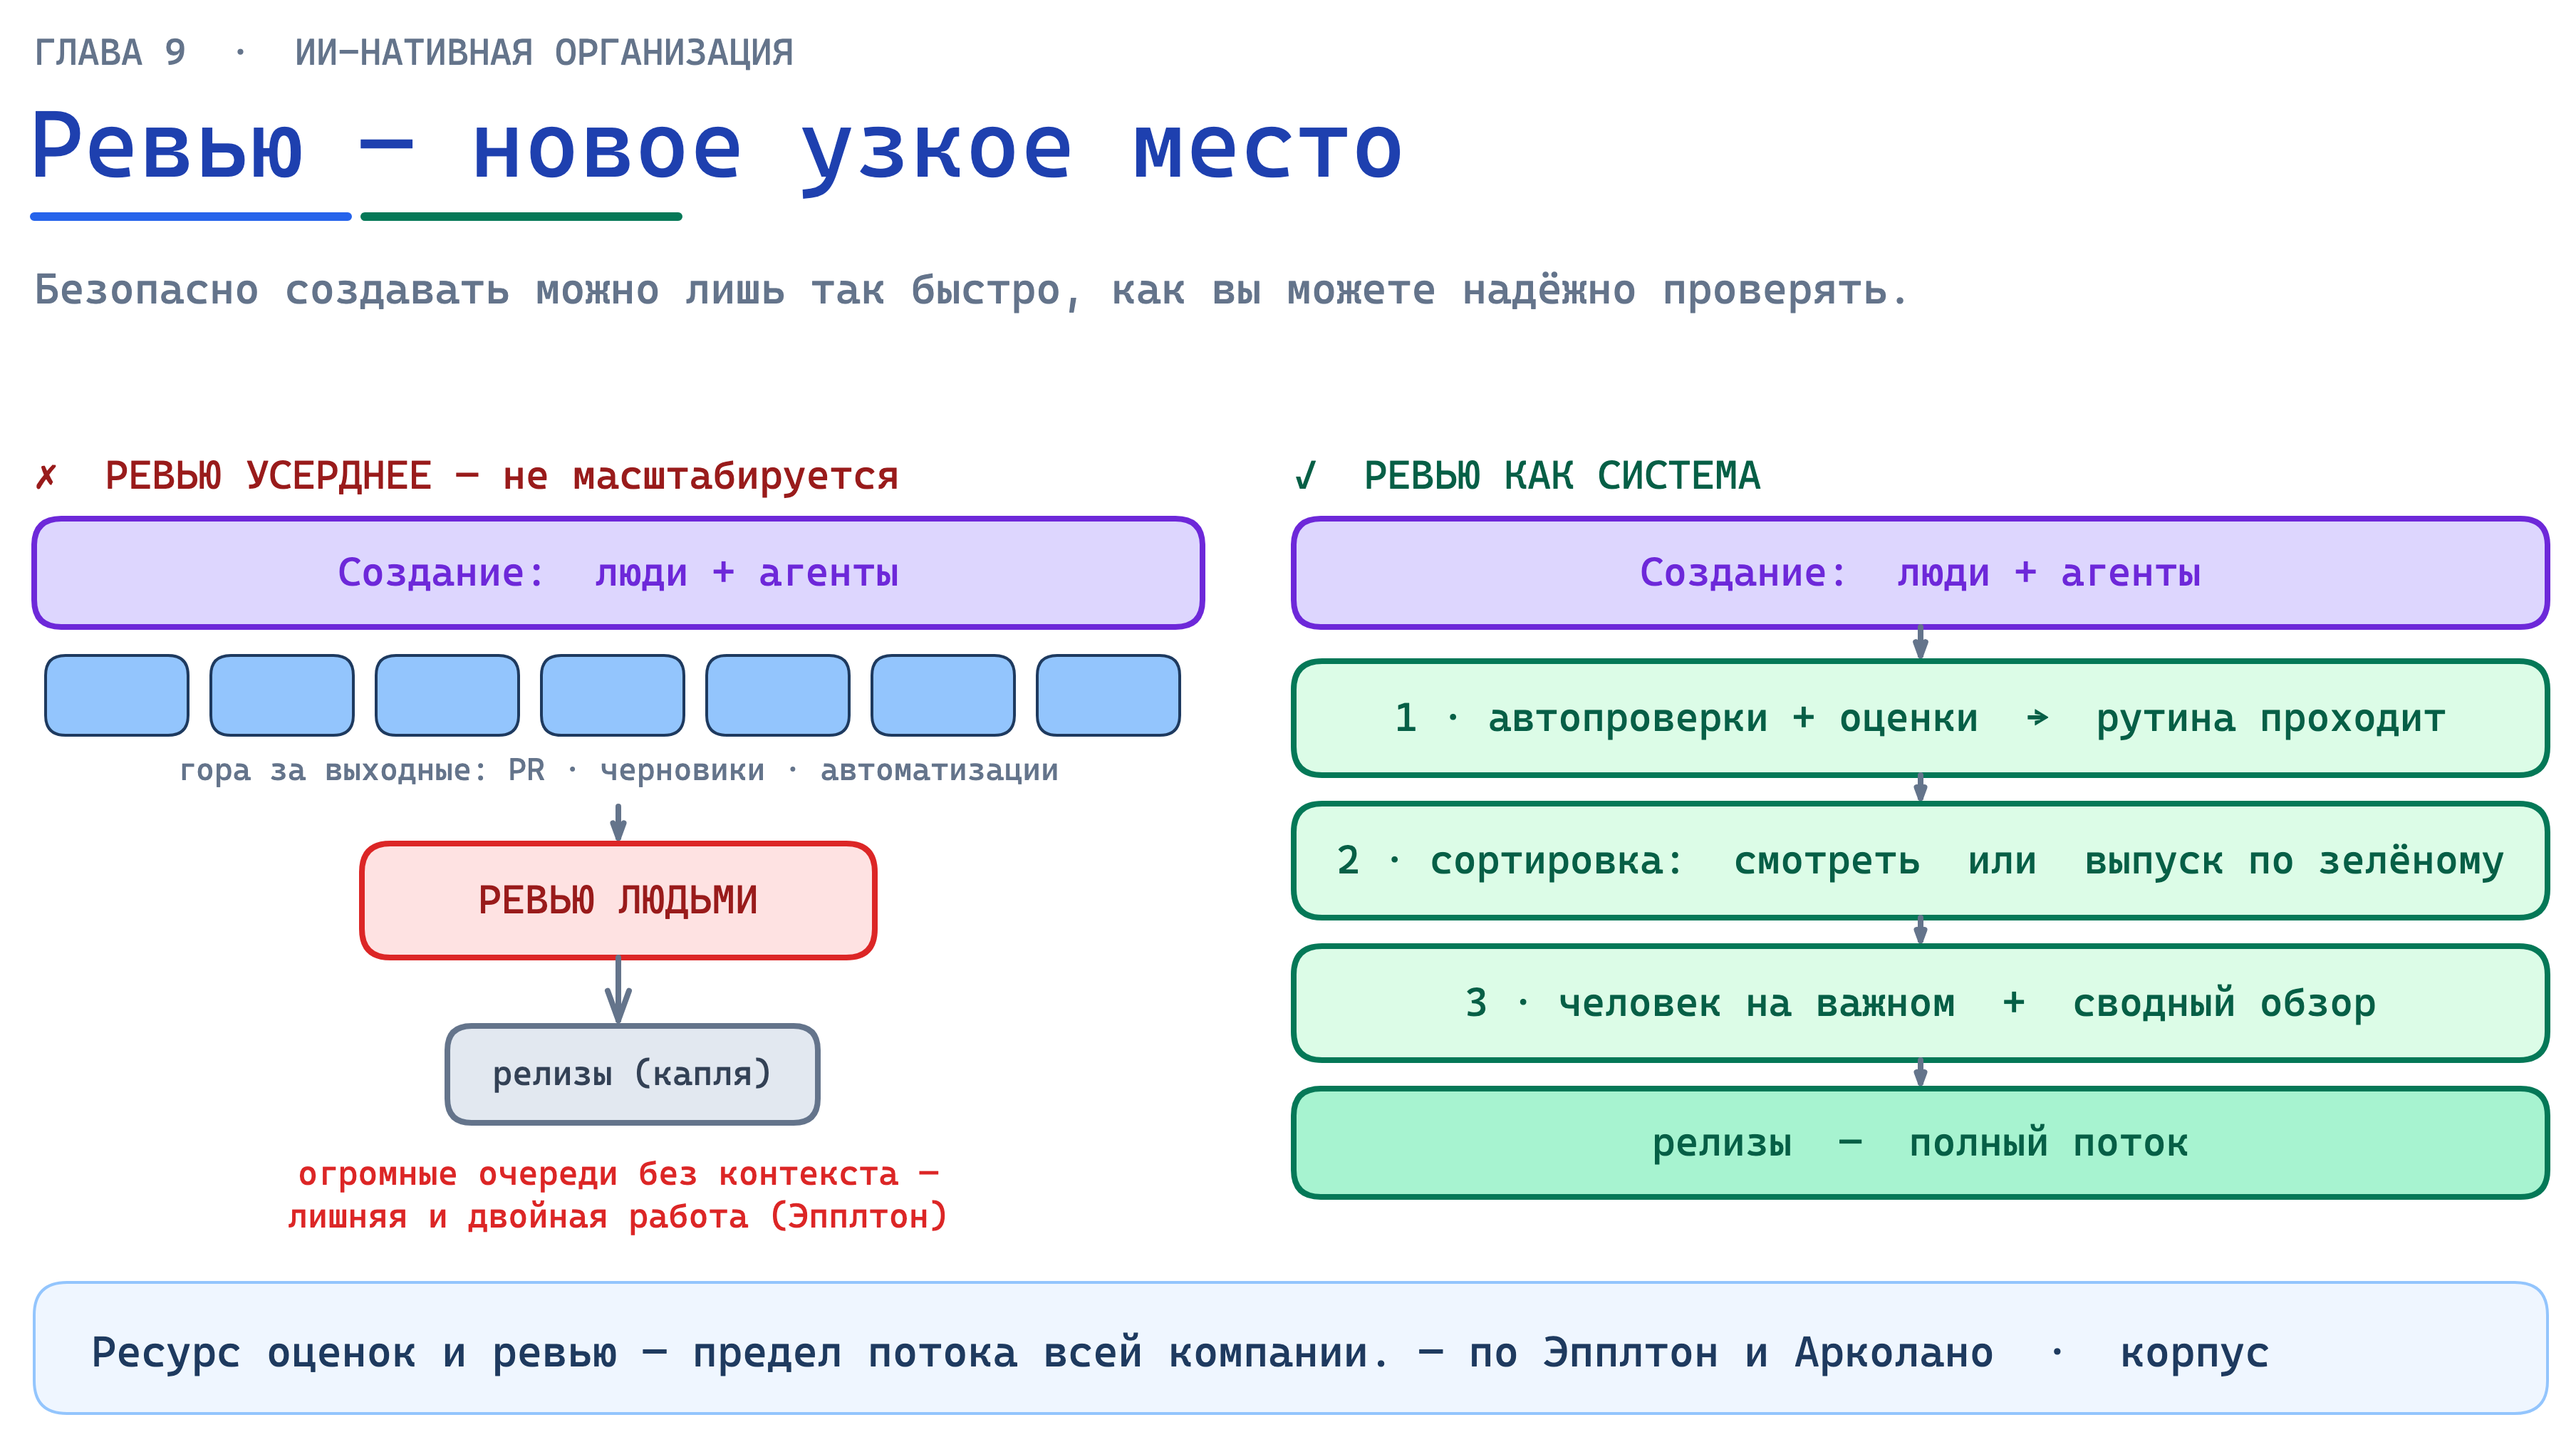 ГЛАВА 9 · ИИ–НАТИВНАЯ ОРГАНИЗАЦИЯ
Ревью – новое узкое место
Безопасно создавать можно лишь так быстро, как вы можете надёжно проверять.
✗ РЕВЬЮ УСЕРДНЕЕ – не масштабируется
Создание: люди + агенты
гора за выходные: PR · черновики · автоматизации
РЕВЬЮ ЛЮДЬМИ
релизы (капля)
огромные очереди без контекста –
лишняя и двойная работа (Эпплтон)
✓ РЕВЬЮ КАК СИСТЕМА
Создание: люди + агенты
1 · автопроверки + оценки → рутина проходит
2 · сортировка: смотреть или выпуск по зелёному
3 · человек на важном + сводный обзор
релизы – полный поток
Ресурс оценок и ревью – предел потока всей компании. – по Эпплтон и Арколано · корпус